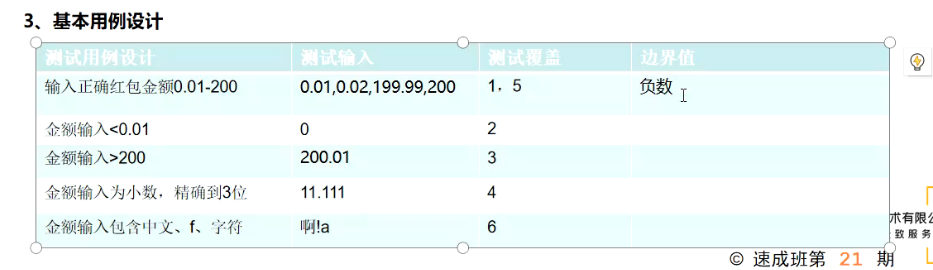 3、基本用例设计
测试用例设计 测试输入 测试覆盖 边界值
输入正确红包金额0.01-200 0.01,0.02,199.99,200 1，5 负数
金额输入<0.01 0 2
金额输入>200 200.01 3
金额输入为小数，精确到3位 11.111 4
金额输入包含中文、f、字符 啊!a 6
术有限公
致服务
© 速成班第 21 期